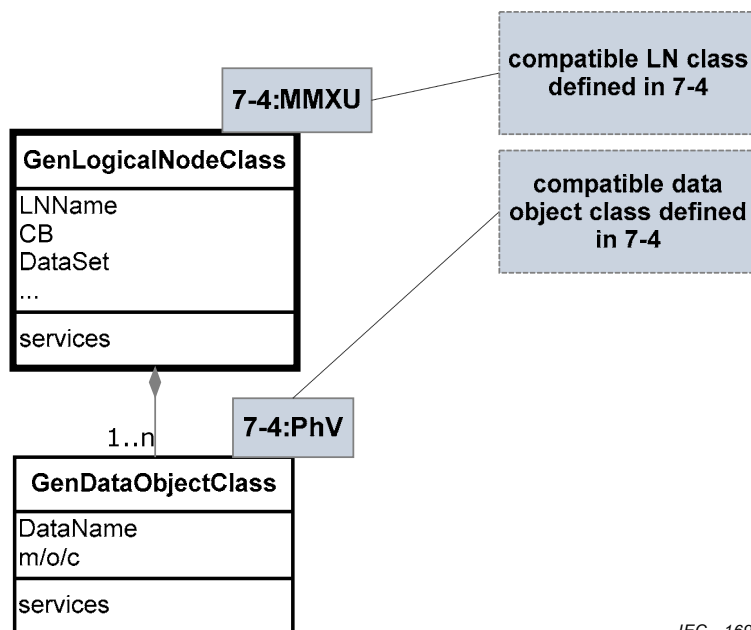 compatible LN class
defined in 7-4
7-4:MMXU
GenLogicalNodeClass
LNName
CB
DataSet
...
services
compatible data
object class defined
in 7-4
1..n
7-4:PhV
GenDataObjectClass
DataName
m/o/c
services
IEC